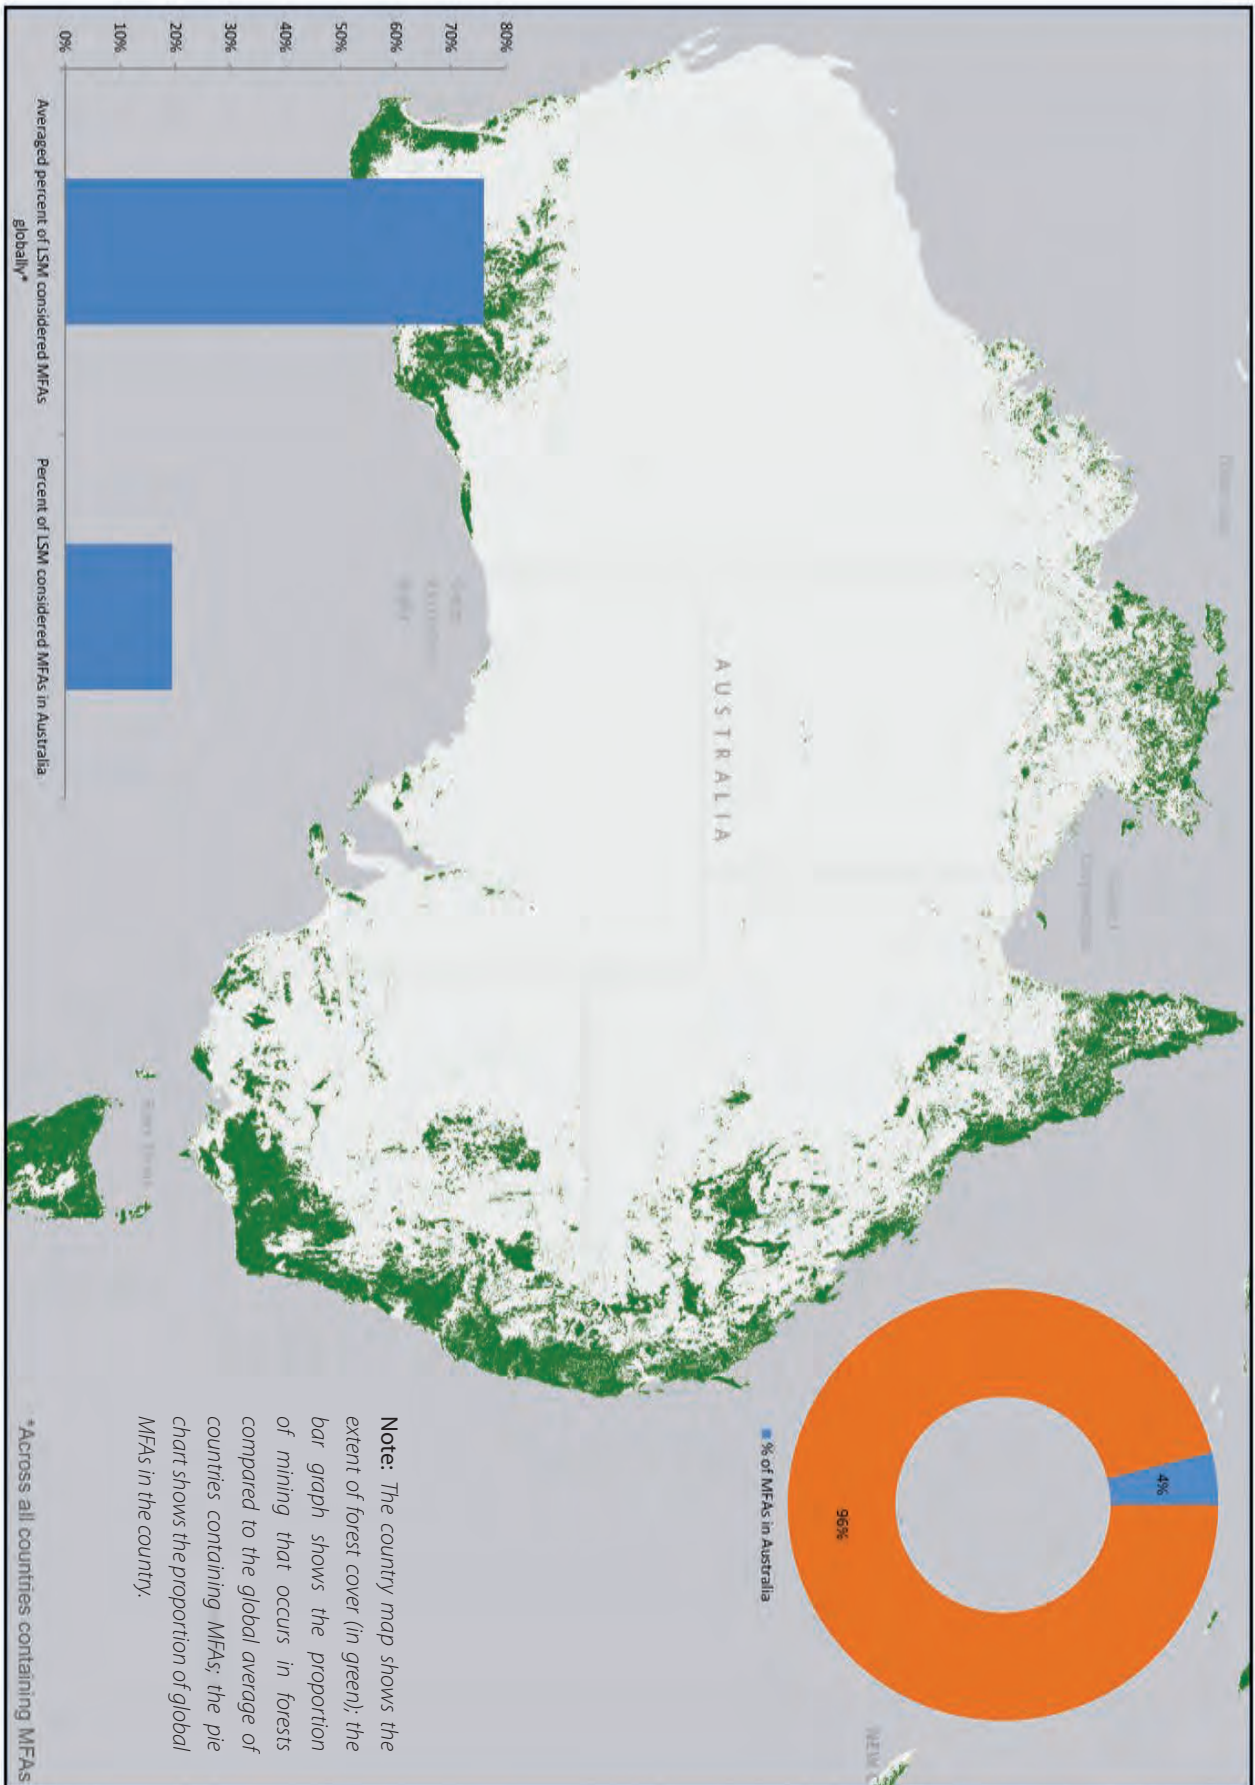 AUSTRALIA
4%
96%
% of MFAs in Australia
80%
70%
60%
50%
40%
30%
20%
10%
0%
Averaged percent of LSM considered MFAs
globally*
Percent of LSM considered MFAs in Australia
Note: The country map shows the
extent of forest cover (in green); the
bar graph shows the proportion
of mining that occurs in forests
compared to the global average of
countries containing MFAs; the pie
chart shows the proportion of global
MFAs in the country.
*Across all countries containing MFAs